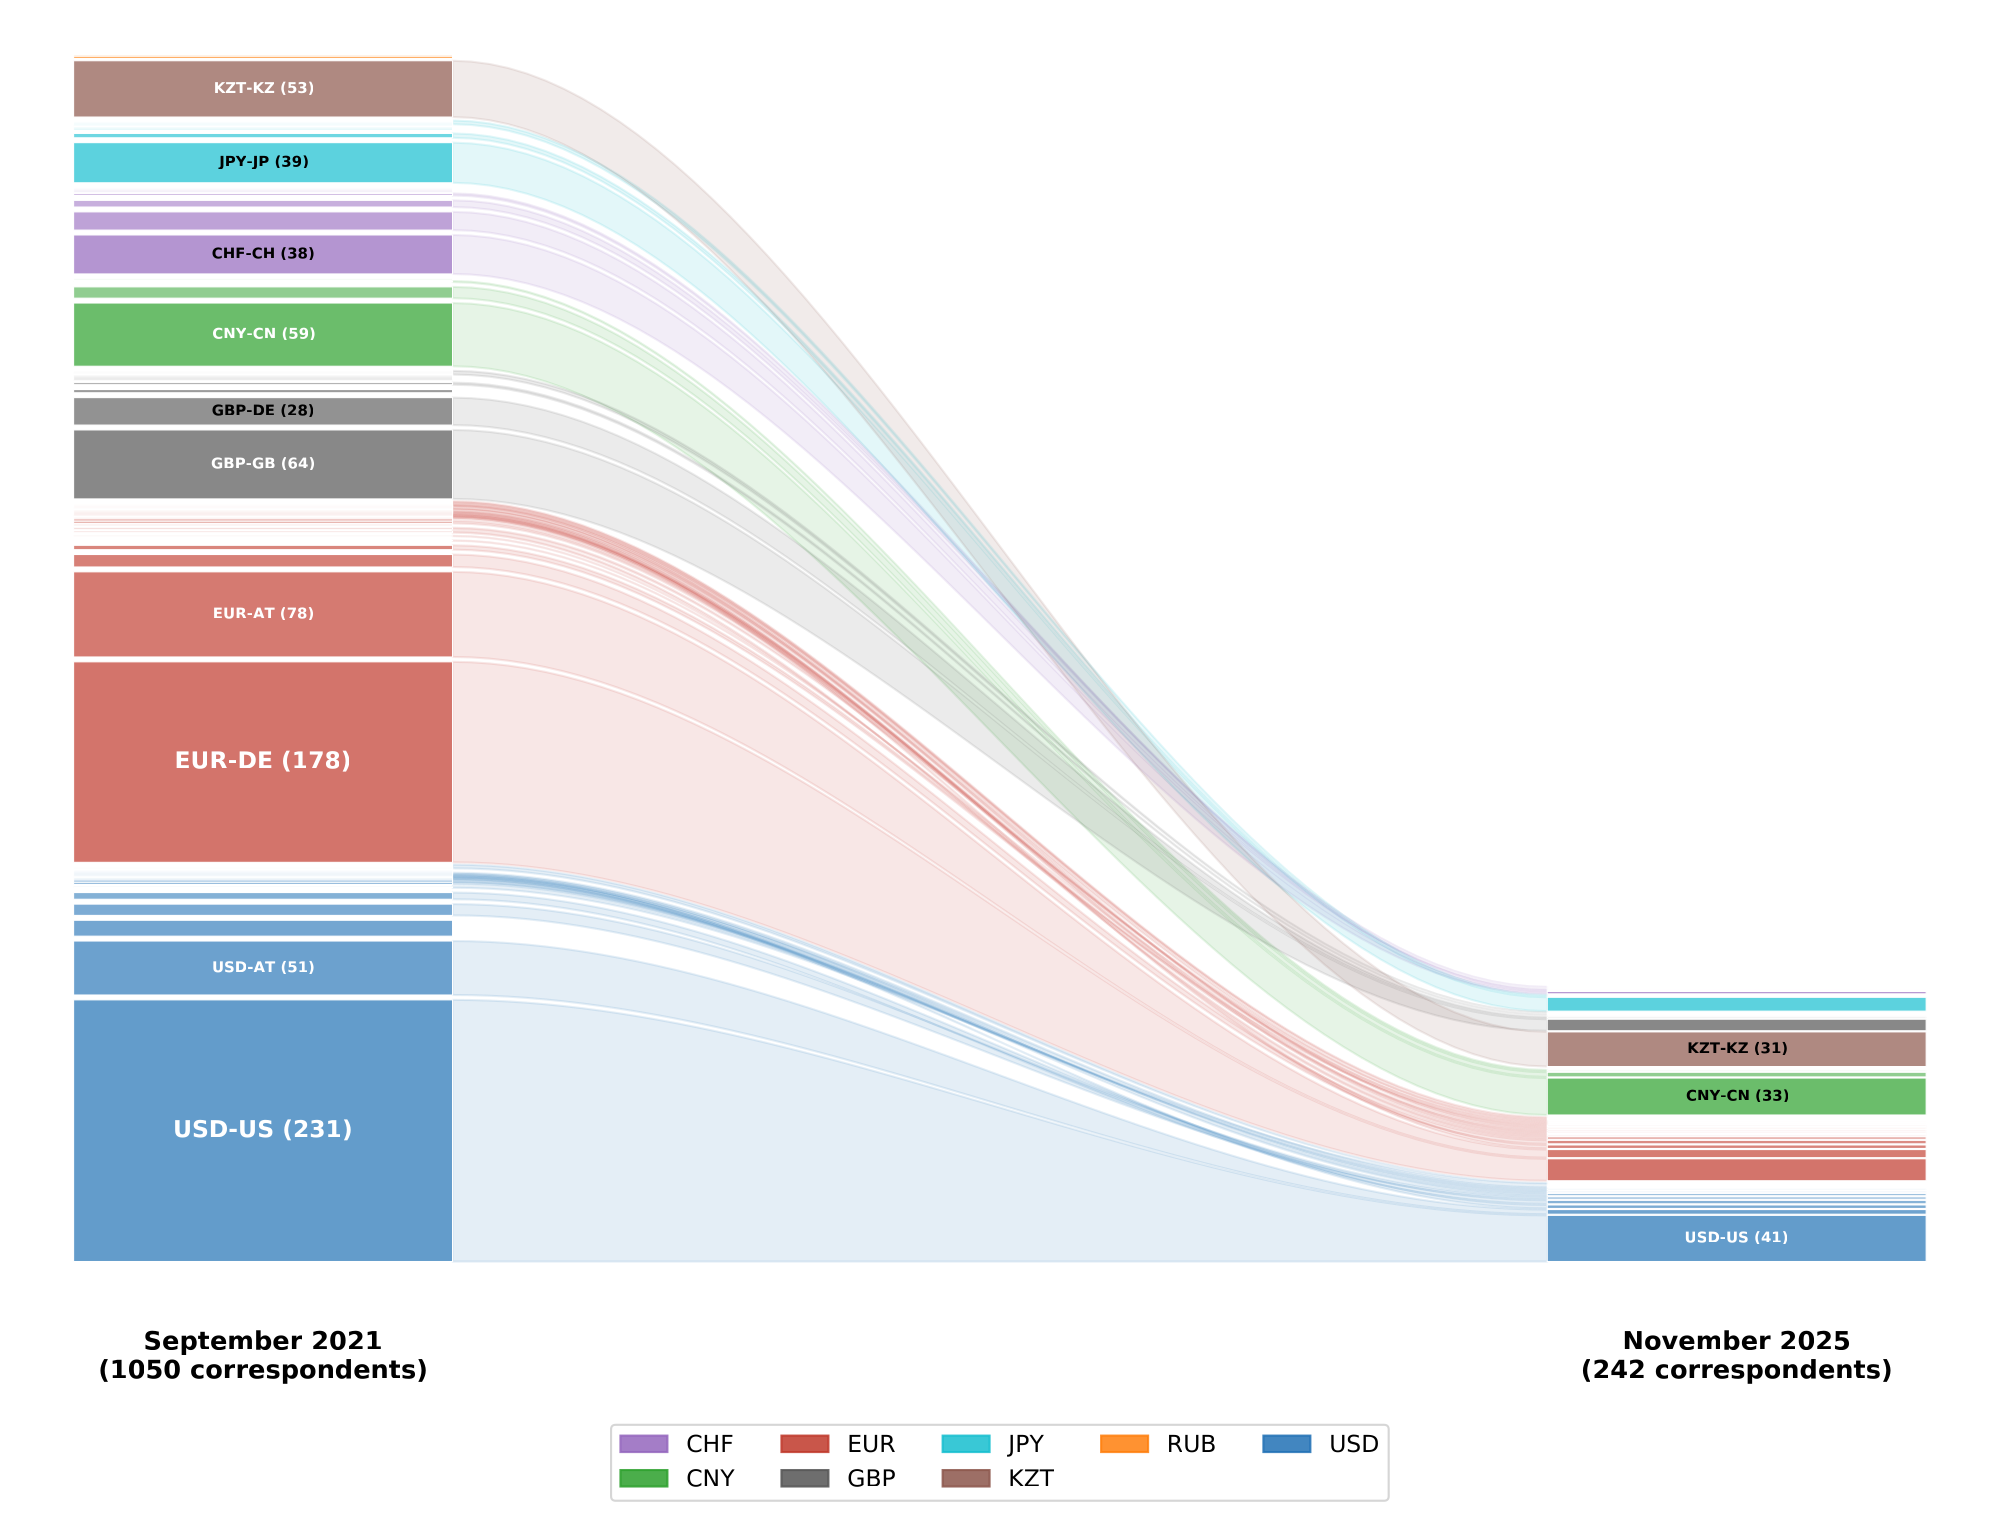 KZT-KZ (53)
JPY-JP (39)
CHF-CH (38)
CNY-CN (59)
GBP-DE (28)
GBP-GB (64)
EUR-AT (78)
EUR-DE (178)
USD-AT (51)
USD-US (231)
KZT-KZ (31)
CNY-CN (33)
USD-US (41)
September 2021
(1050 correspondents)
November 2025
(242 correspondents)
CHF EUR JPY RUB USD
CNY GBP KZT